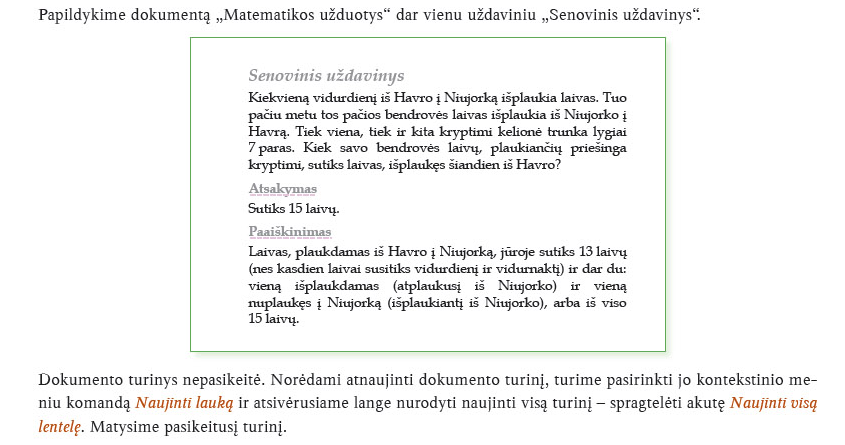 Papildykime dokumentą „Matematikos užduotys“ dar vienu uždaviniu „Senovinis uždavinys“.
Senovinis uždavinys
Kiekvieną vidurdienį iš Havro į Niujorką išplaukia laivas. Tuo
pačiu metu tos pačios bendrovės laivas išplaukia iš Niujorko į
Havrą. Tiek viena, tiek ir kita kryptimi kelionė trunka lygiai
7 paras. Kiek savo bendrovės laivų, plaukiančių priešinga
kryptimi, sutiks laivas, išplaukęs šiandien iš Havro?
Atsakymas
Sutiks 15 laivų.
Paaiškinimas
Laivas, plaukdamas iš Havro į Niujorką, jūroje sutiks 13 laivų
(nes kasdien laivai susitiks vidurdienį ir vidurnaktį) ir dar du:
vieną išplaukdamas (atplaukusį iš Niujorko) ir vieną
nuplaukęs į Niujorką (išplaukiantį iš Niujorko), arba iš viso
15 laivų.
Dokumento turinys nepasikeitė. Norėdami atnaujinti dokumento turinį, turime pasirinkti jo kontekstinio me-
niu komandą Naujinti lauką ir atsivėrusiame lange nurodyti naujinti visą turinį – spragtelėti akutę Naujinti visą
lentelę. Matysime pasikeitusį turinį.